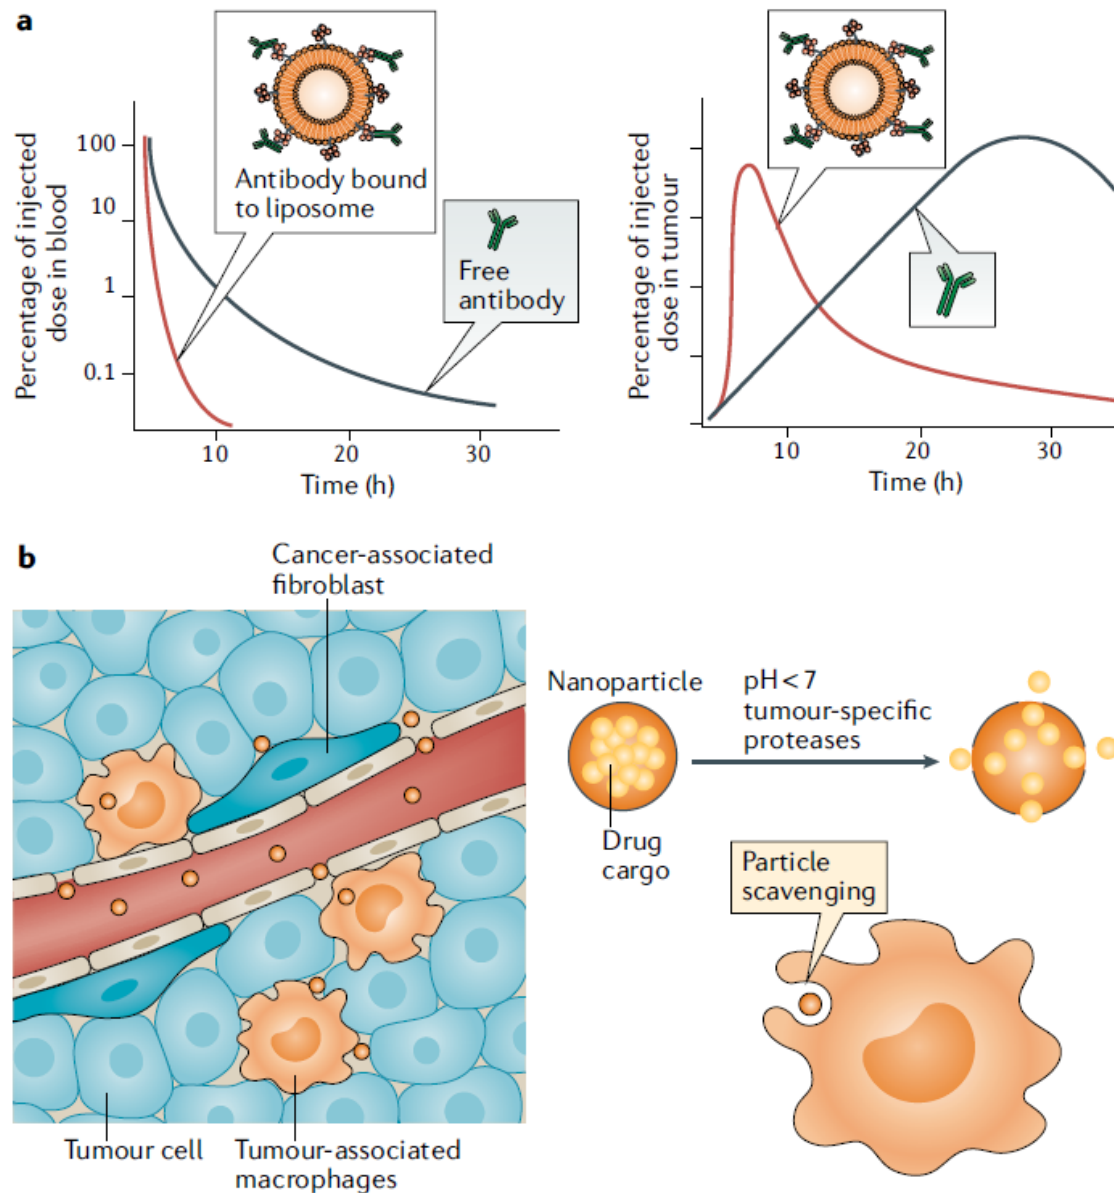 a
Percentage of injected
dose in blood
100
10
1
0.1
Antibody bound
to liposome
Free
antibody
10
20
30
Time (h)
Percentage of injected
dose in tumour
10
20
30
Time (h)
b
Cancer-associated
fibroblast
Tumour cell
Tumour-associated
macrophages
Nanoparticle
Drug
cargo
pH < 7
tumour-specific
proteases
Particle
scavenging